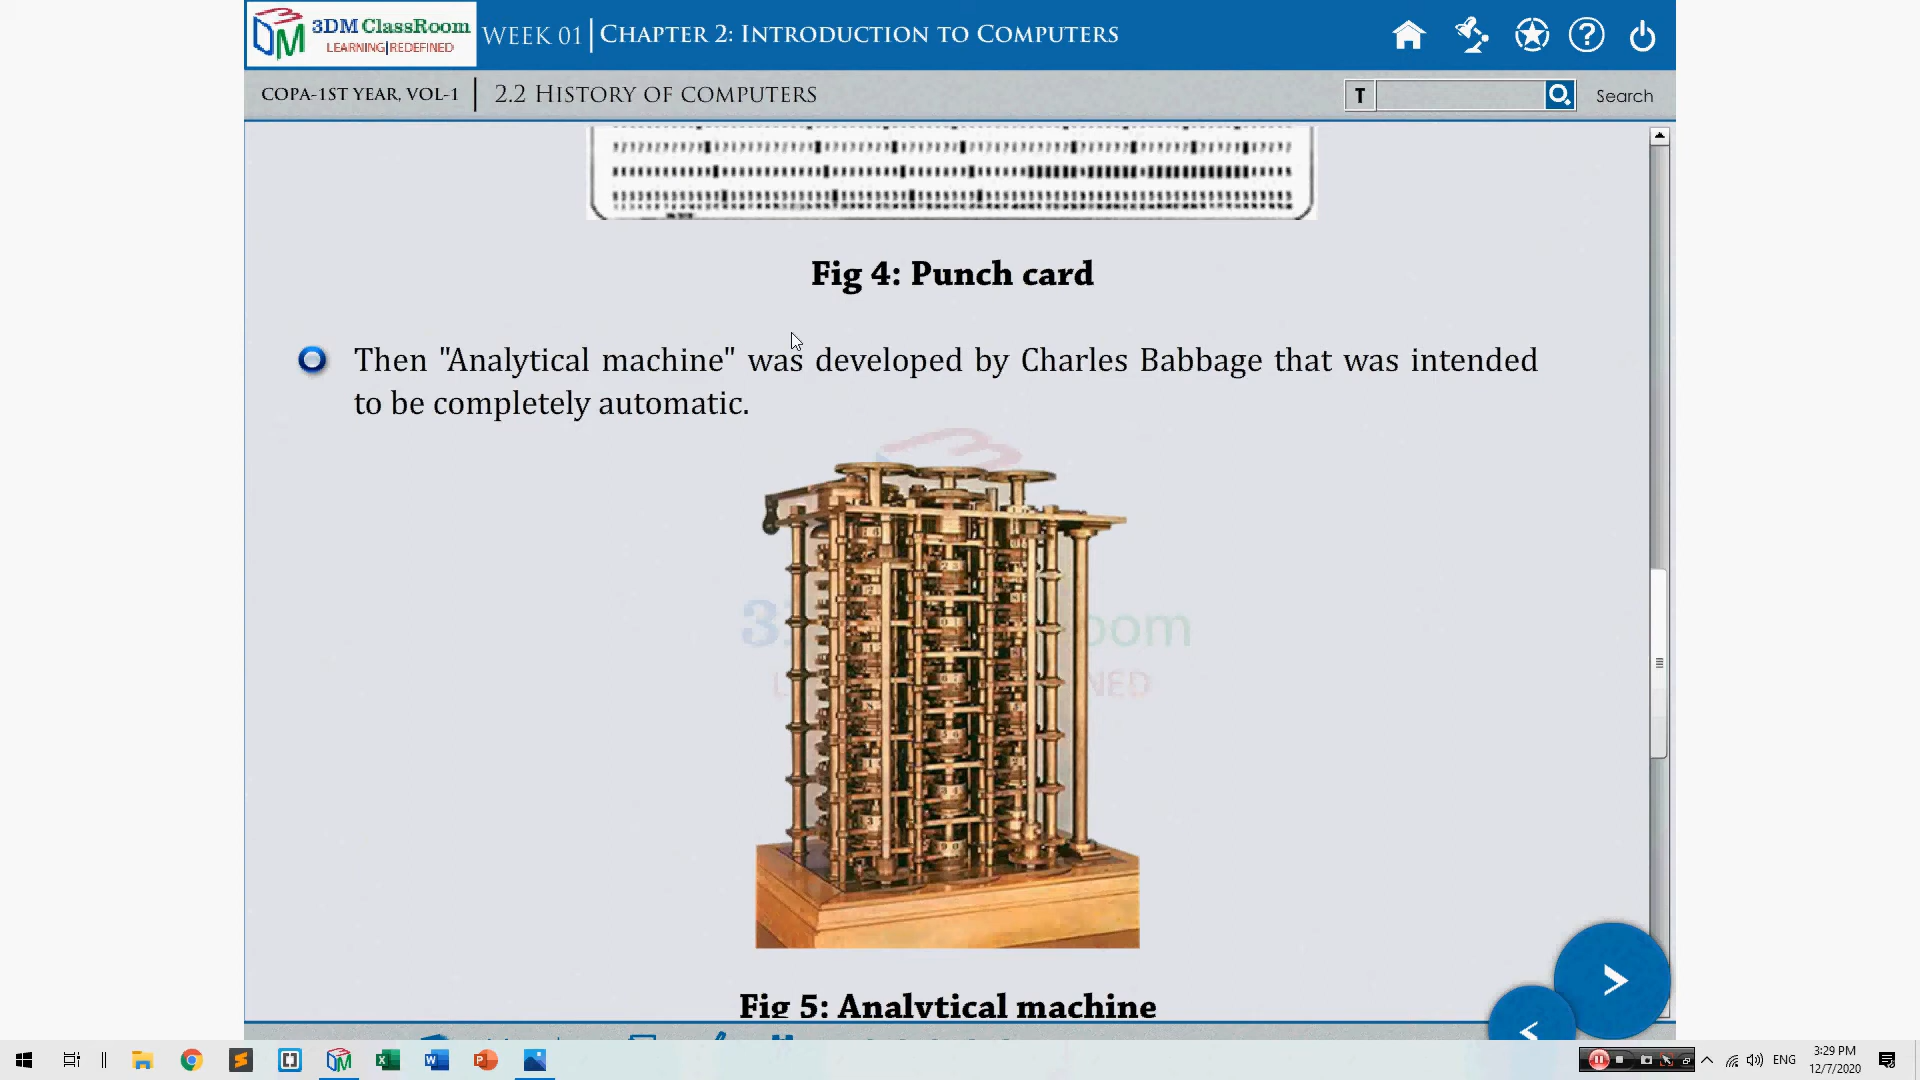 3DM ClassRoom
LEARNING|REDEFINED
WEEK 01
CHAPTER 2: INTRODUCTION TO COMPUTERS
COPA-1ST YEAR, VOL-1
2.2 HISTORY OF COMPUTERS
T
Search
Fig 4: Punch card
Then "Analytical machine" was developed by Charles Babbage that was intended
to be completely automatic.
Fig 5: Analytical machine
ENG
3:29 PM
12/7/2020